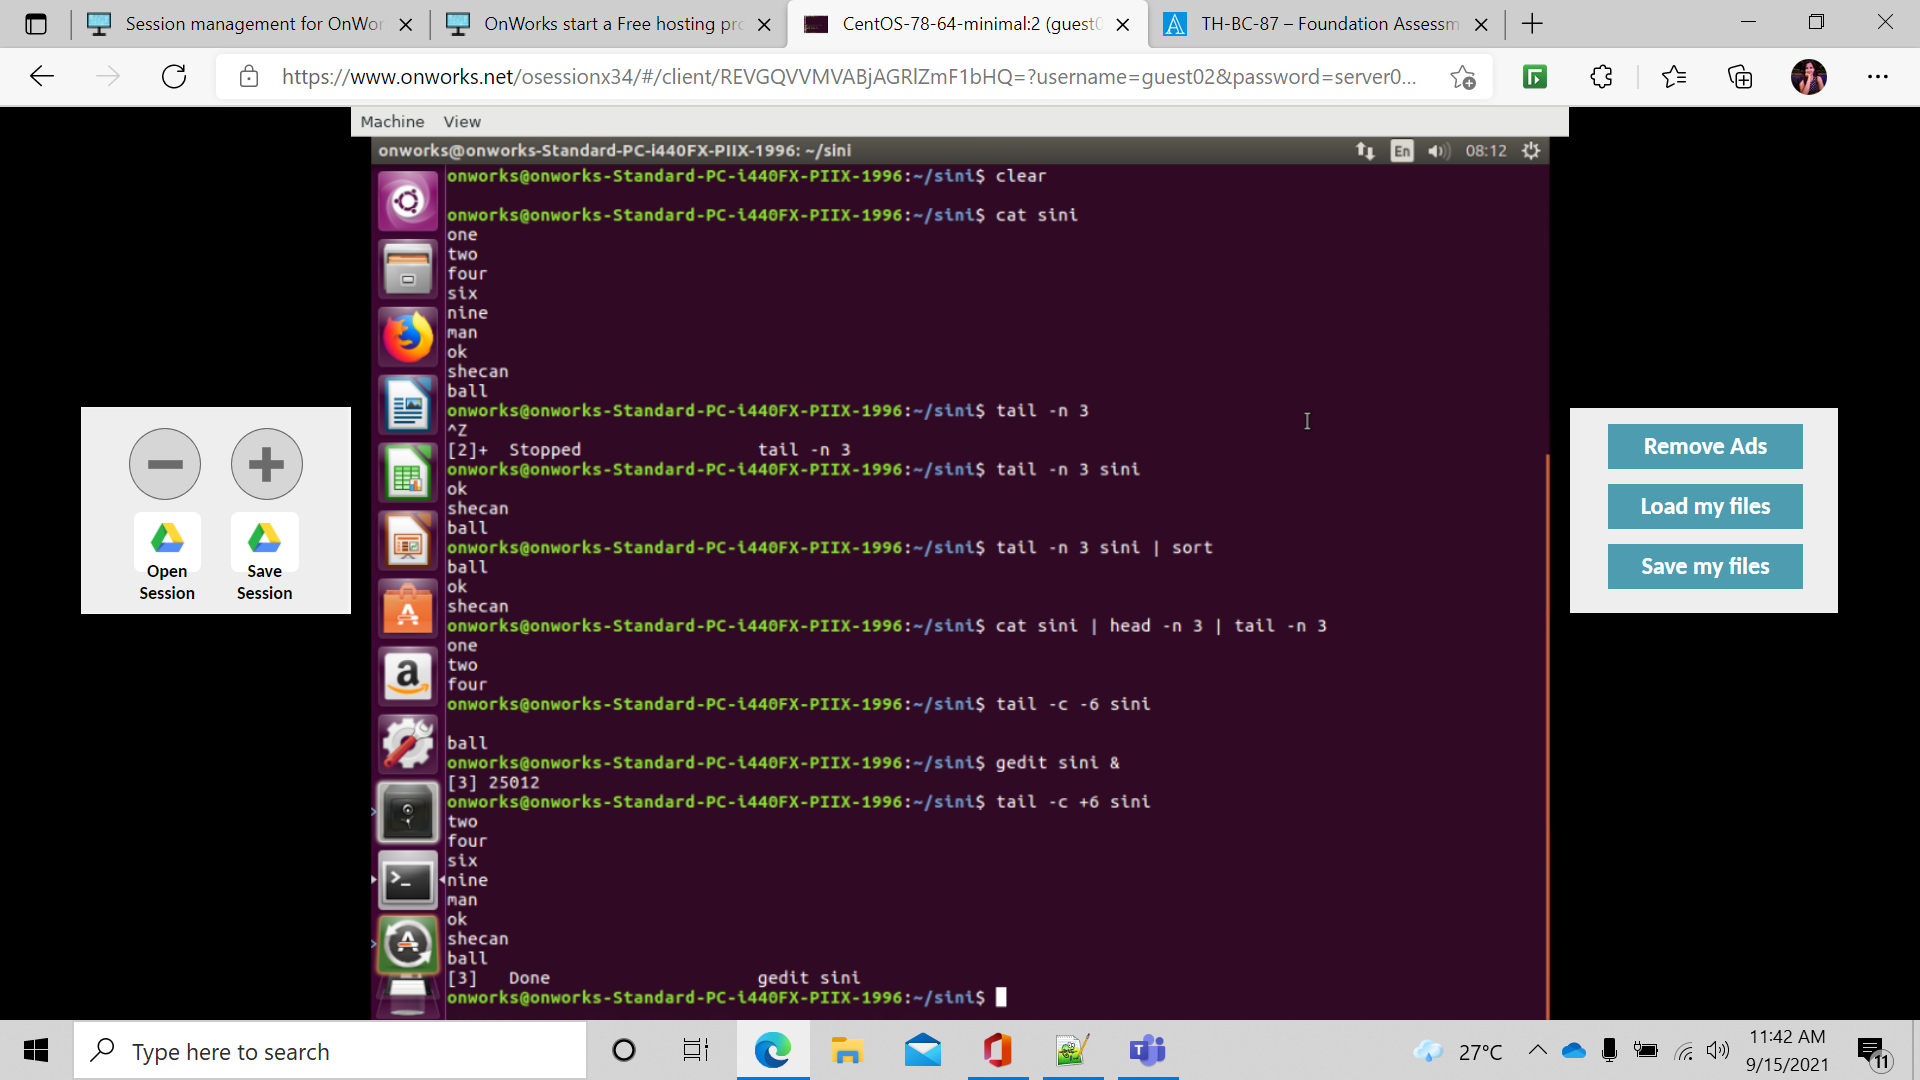 Session management for OnWor
OnWorks start a Free hosting pro
CentOS-78-64-minimal:2 (guest0
TH-BC-87 – Foundation Assessm
https://www.onworks.net/osessionx34/#/client/REVGQVVMVABjAGRlZmF1bHQ=?username=guest02&password=server0...
Machine View
onworks@onworks-Standard-PC-i440FX-PIIX-1996: ~/sini
En
08:12
onworks@onworks-Standard-PC-i440FX-PIIX-1996:~/sini$ clear
onworks@onworks-Standard-PC-i440FX-PIIX-1996:~/sini$ cat sini
one
two
four
six
nine
man
ok
shecan
ball
onworks@onworks-Standard-PC-i440FX-PIIX-1996:~/sini$ tail -n 3
^Z
[2]+  Stopped                 tail -n 3
onworks@onworks-Standard-PC-i440FX-PIIX-1996:~/sini$ tail -n 3 sini
ok
shecan
ball
onworks@onworks-Standard-PC-i440FX-PIIX-1996:~/sini$ tail -n 3 sini | sort
ball
ok
shecan
onworks@onworks-Standard-PC-i440FX-PIIX-1996:~/sini$ cat sini | head -n 3 | tail -n 3
one
two
four
onworks@onworks-Standard-PC-i440FX-PIIX-1996:~/sini$ tail -c -6 sini
ball
onworks@onworks-Standard-PC-i440FX-PIIX-1996:~/sini$ gedit sini &
[3] 25012
onworks@onworks-Standard-PC-i440FX-PIIX-1996:~/sini$ tail -c +6 sini
two
four
six
nine
man
ok
shecan
ball
[3]   Done                    gedit sini
onworks@onworks-Standard-PC-i440FX-PIIX-1996:~/sini$
Open Session
Save Session
Remove Ads
Load my files
Save my files
Type here to search
27°C
11:42 AM
9/15/2021
11